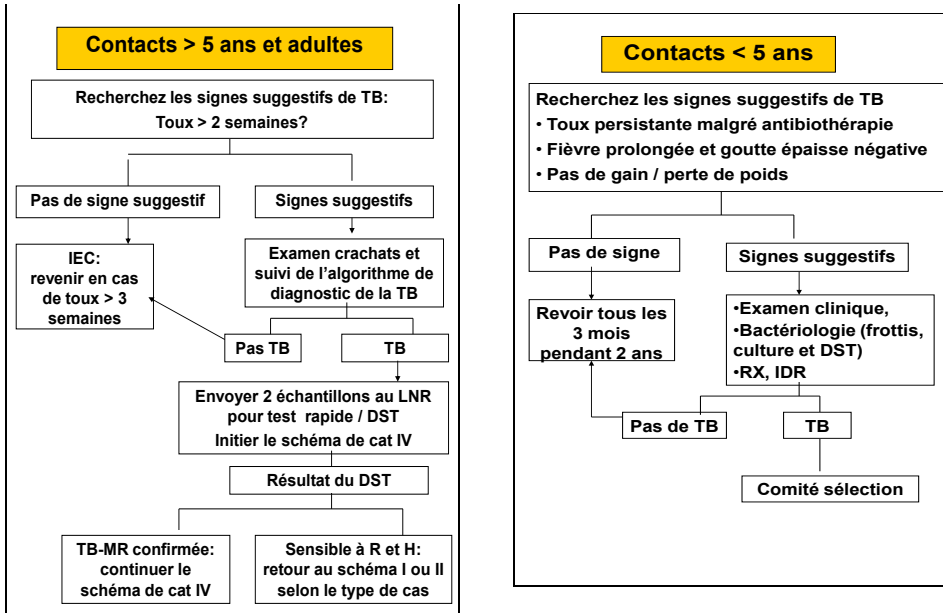 Contacts > 5 ans et adultes
Recherchez les signes suggestifs de TB:
Toux > 2 semaines?
Pas de signe suggestif
Signes suggestifs
IEC:
revenir en cas
de toux > 3
semaines
Examen crachats et
suivi de l'algorithme de
diagnostic de la TB
Pas TB
TB
Envoyer 2 échantillons au LNR
pour test rapide / DST
Initier le schéma de cat IV
Résultat du DST
TB-MR confirmée:
continuer le
schéma de cat IV
Sensible à R et H:
retour au schéma I ou II
selon le type de cas
Contacts < 5 ans
Recherchez les signes suggestifs de TB
• Toux persistante malgré antibiothérapie
• Fièvre prolongée et goutte épaisse négative
• Pas de gain / perte de poids
Pas de signe
Signes suggestifs
Revoir tous les
3 mois
pendant 2 ans
•Examen clinique,
•Bactériologie (frottis,
culture et DST)
•RX, IDR
Pas de TB
TB
Comité sélection